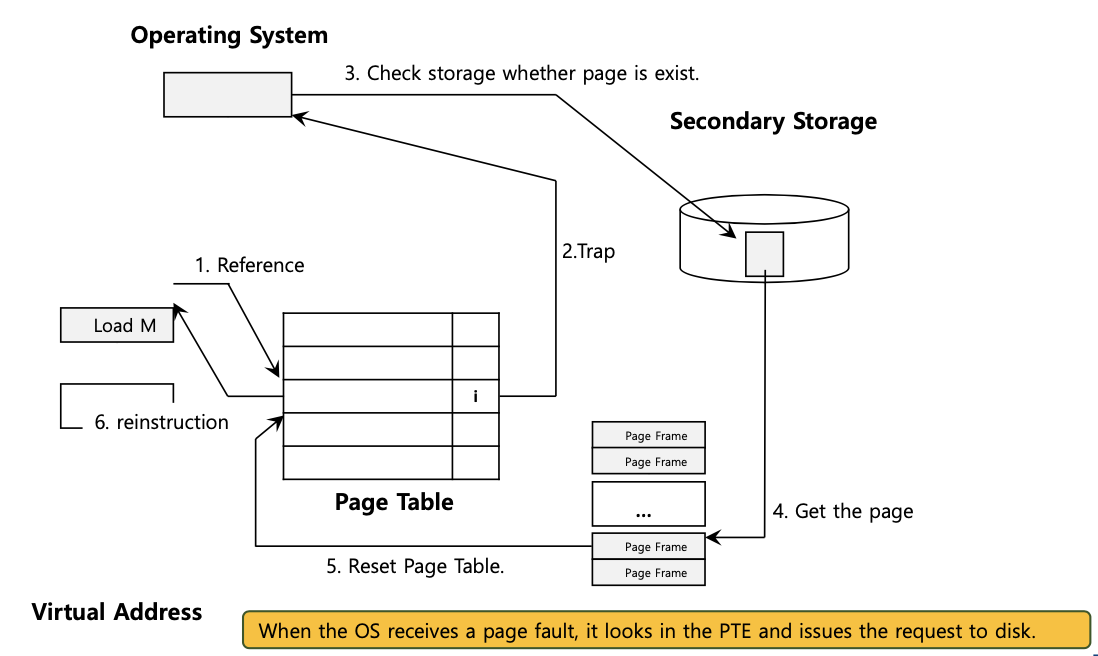 Operating System
3. Check storage whether page is exist.
Secondary Storage
2.Trap
1. Reference
Load M
i
6. reinstruction
Page Frame
Page Frame
Page Table
...
4. Get the page
Page Frame
5. Reset Page Table.
Page Frame
Virtual Address
When the OS receives a page fault, it looks in the PTE and issues the request to disk.